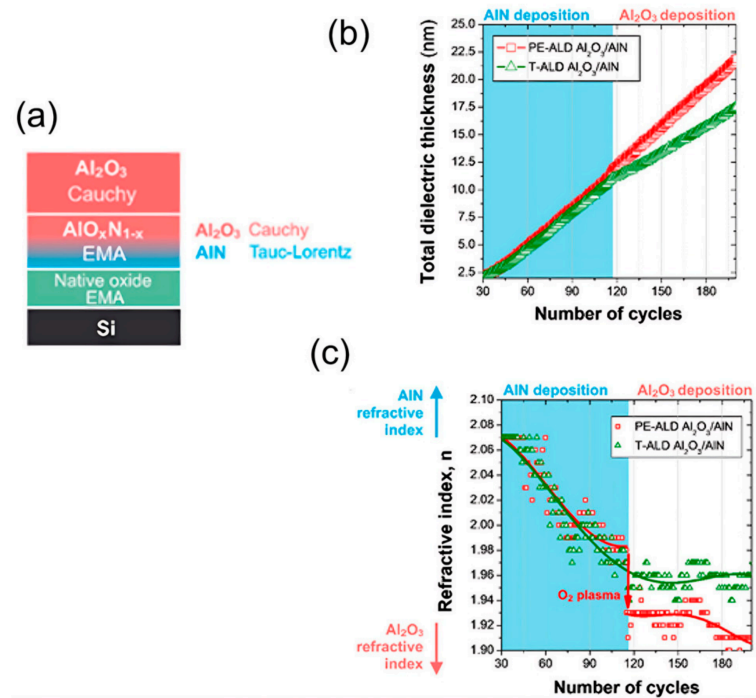 (a)
Al₂O₃
Cauchy
AlOₓN₁₋ₓ
EMA
Native oxide
EMA
Si
Al₂O₃ Cauchy
AlN Tauc-Lorentz
(b)
AlN deposition Al₂O₃ deposition
PE-ALD Al₂O₃/AlN
T-ALD Al₂O₃/AlN
Total dielectric thickness (nm)
25.0
22.5
20.0
17.5
15.0
12.5
10.0
7.5
5.0
2.5
30 60 90 120 150 180
Number of cycles
(c)
AlN deposition Al₂O₃ deposition
PE-ALD Al₂O₃/AlN
T-ALD Al₂O₃/AlN
AlN
refractive
index
Al₂O₃
refractive
index
Refractive index, n
2.10
2.08
2.06
2.04
2.02
2.00
1.98
1.96
1.94
1.93
1.92
1.90
O₂ plasma
30 60 90 120 150 180
Number of cycles